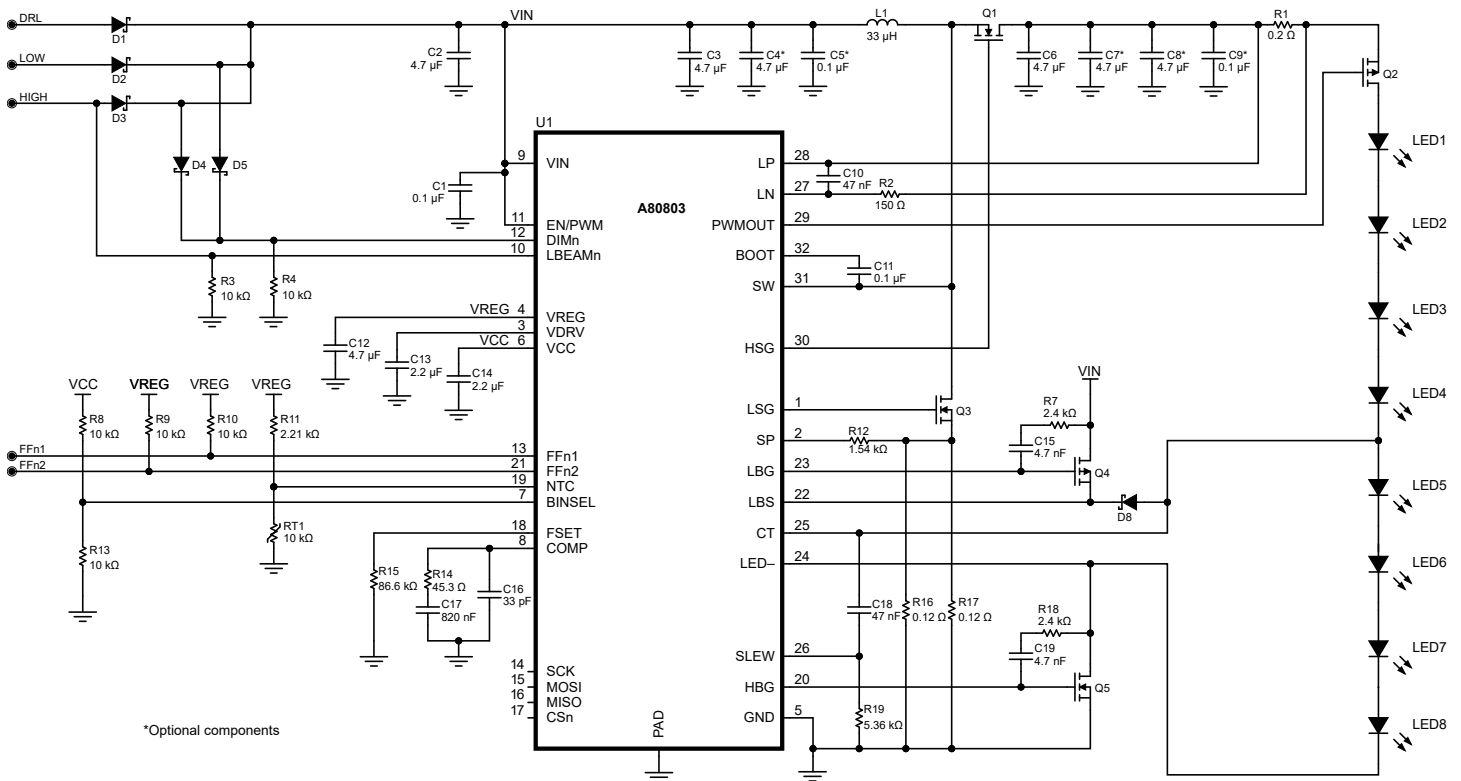 DRL
D1
LOW
D2
HIGH
D3
D4
D5
VIN
C2
4.7 µF
C1
0.1 µF
C3
4.7 µF
C4*
4.7 µF
C5*
0.1 µF
L1
33 µH
Q1
C6
4.7 µF
C7*
4.7 µF
C8*
4.7 µF
C9*
0.1 µF
R1
0.2 Ω
Q2
U1
A80803
9 VIN
11 EN/PWM
12 DIMn
10 LBEAMn
VREG 4 VREG
3 VDRV
VCC 6 VCC
13 FFn1
21 FFn2
19 NTC
7 BINSEL
18 FSET
8 COMP
14 SCK
15 MOSI
16 MISO
17 CSn
PAD
LP 28
LN 27
PWMOUT 29
BOOT 32
SW 31
HSG 30
LSG 1
SP 2
LBG 23
LBS 22
CT 25
LED– 24
SLEW 26
HBG 20
GND 5
R3
10 kΩ
R4
10 kΩ
C12
4.7 µF
C13
2.2 µF
C14
2.2 µF
VCC
VREG
VREG
VREG
R8
10 kΩ
R9
10 kΩ
R10
10 kΩ
R11
2.21 kΩ
FFn1
FFn2
R13
10 kΩ
RT1
10 kΩ
R15
86.6 kΩ
R14
45.3 Ω
C17
820 nF
C16
33 pF
*Optional components
C10
47 nF
R2
150 Ω
C11
0.1 µF
Q3
R12
1.54 kΩ
VIN
R7
2.4 kΩ
C15
4.7 nF
Q4
D8
C18
47 nF
R16
0.12 Ω
R17
0.12 Ω
R18
2.4 kΩ
C19
4.7 nF
Q5
R19
5.36 kΩ
LED1
LED2
LED3
LED4
LED5
LED6
LED7
LED8